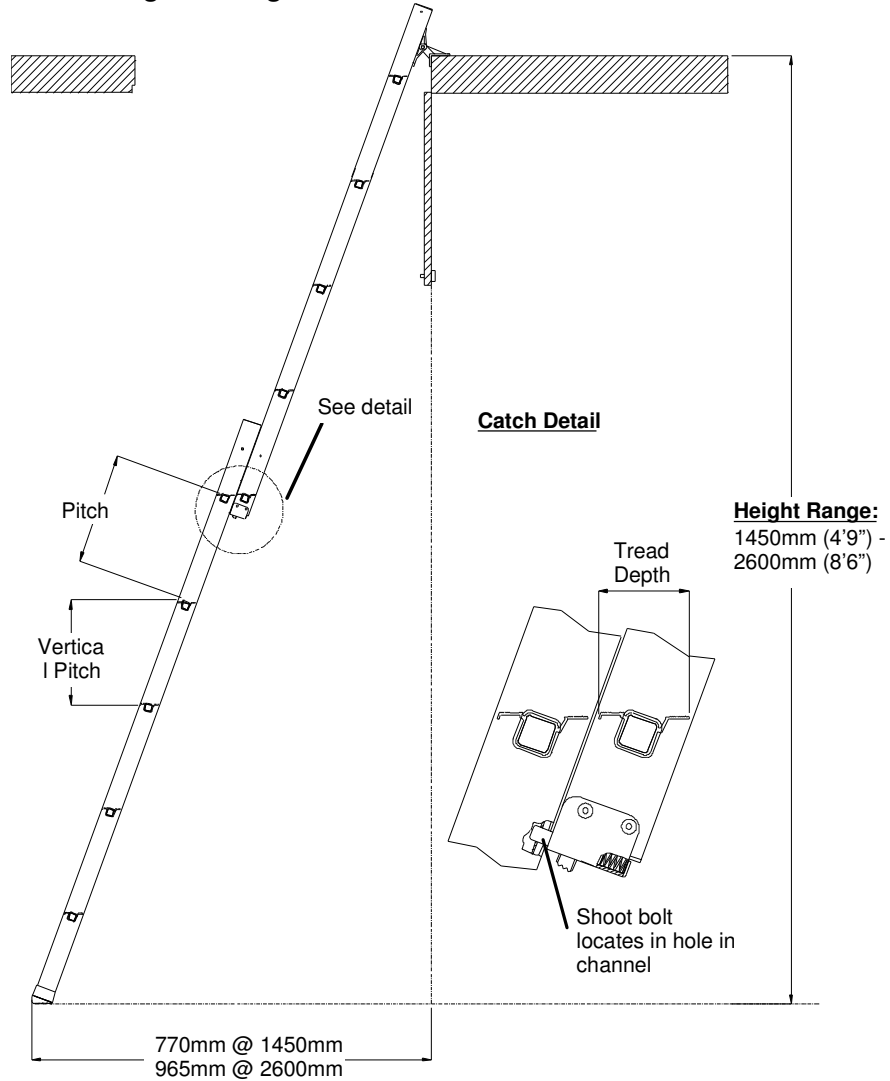 See detail
Catch Detail
Pitch
Height Range:
1450mm (4'9") -
2600mm (8'6")
Tread
Depth
Vertica
l Pitch
Shoot bolt
locates in hole in
channel
770mm @ 1450mm
965mm @ 2600mm